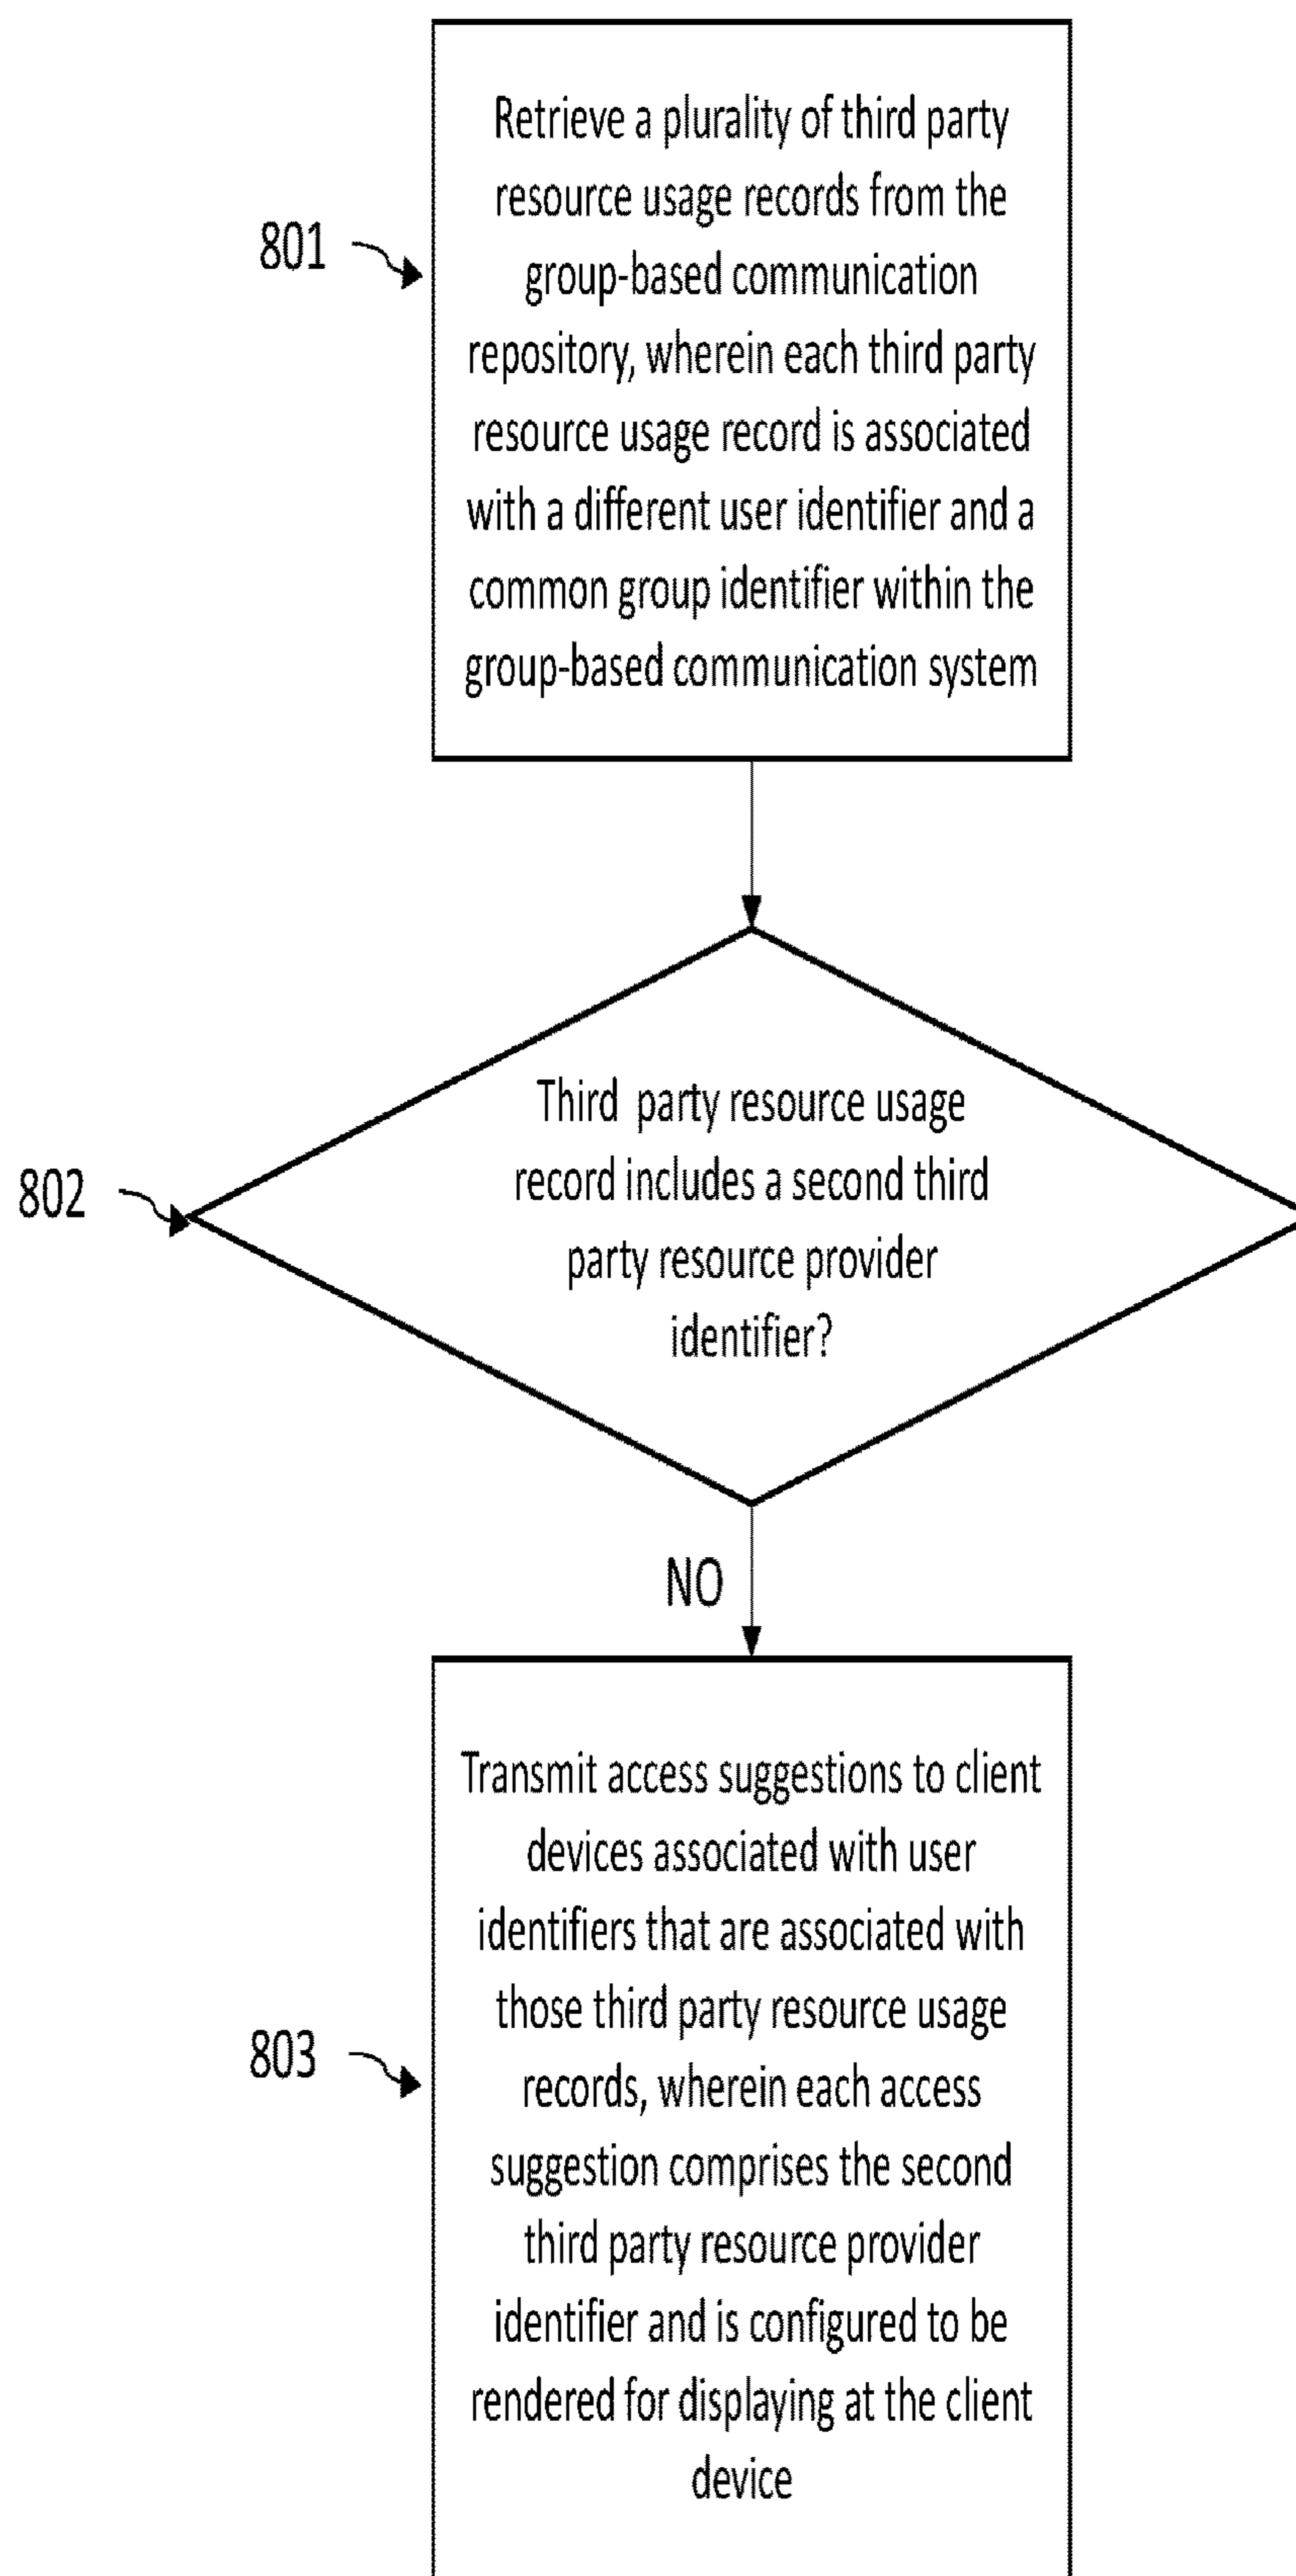 Retrieve a plurality of third party
resource usage records from the
group-based communication
repository, wherein each third party
resource usage record is associated
with a different user identifier and a
common group identifier within the
group-based communication system
801
Third party resource usage
record includes a second third
party resource provider
identifier?
802
NO
Transmit access suggestions to client
devices associated with user
identifiers that are associated with
those third party resource usage
records, wherein each access
suggestion comprises the second
third party resource provider
identifier and is configured to be
rendered for displaying at the client
device
803